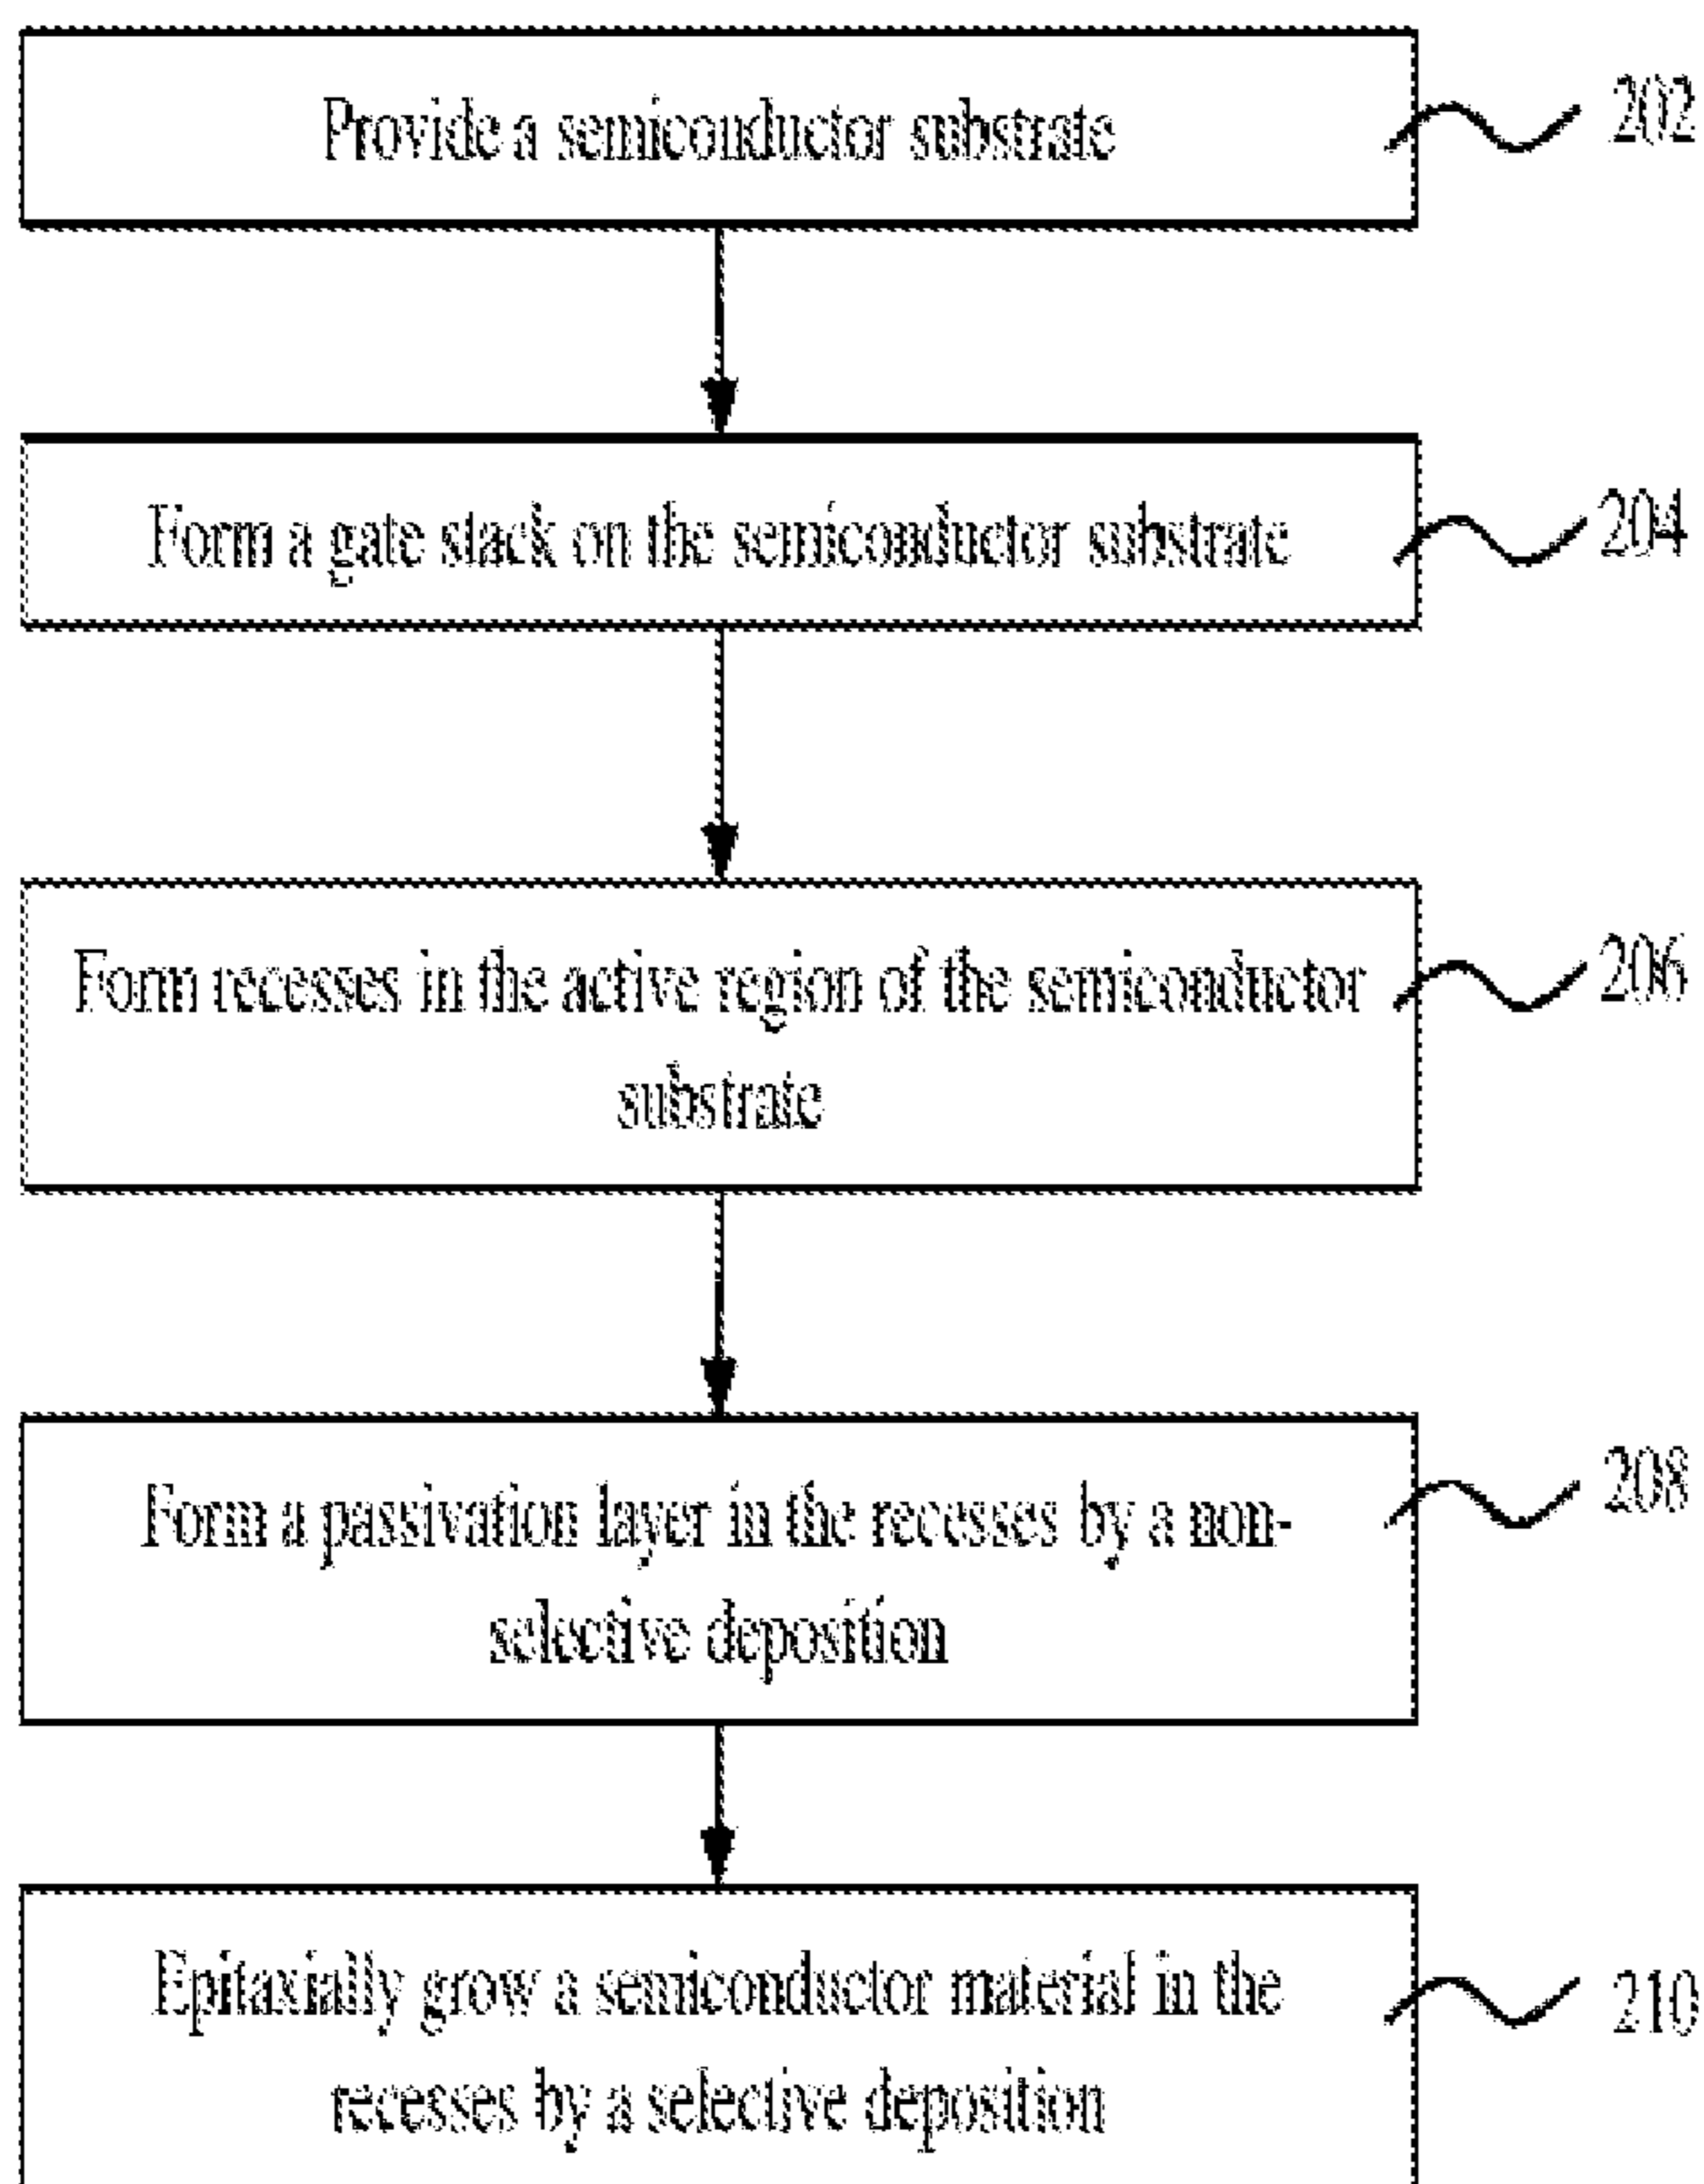 Provide a semiconductor substrate
202
Form a gate stack on the semiconductor substrate
204
Form recesses in the active region of the semiconductor
substrate
206
Form a passivation layer in the recesses by a non-
selective deposition
208
Epitaxially grow a semiconductor material in the
recesses by a selective deposition
210